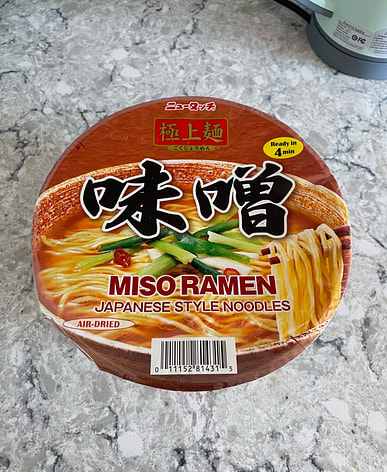 ニュータッチ
極上麺
ごくじょうめん
Ready in
4 min
味噌
MISO RAMEN
JAPANESE STYLE NOODLES
AIR-DRIED
0 11152 81431 5